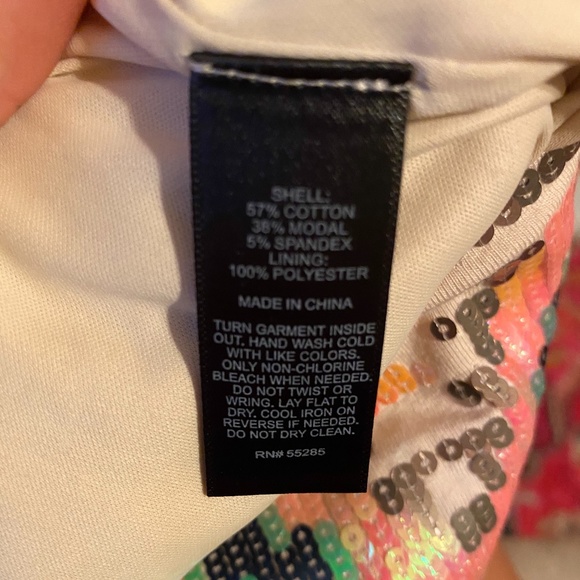 SHELL:
57% COTTON
38% MODAL
5% SPANDEX
LINING:
100% POLYESTER
MADE IN CHINA
TURN GARMENT INSIDE
OUT. HAND WASH COLD
WITH LIKE COLORS.
ONLY NON-CHLORINE
BLEACH WHEN NEEDED.
DO NOT TWIST OR
WRING. LAY FLAT TO
DRY. COOL IRON ON
REVERSE IF NEEDED.
DO NOT DRY CLEAN.
RN# 55285